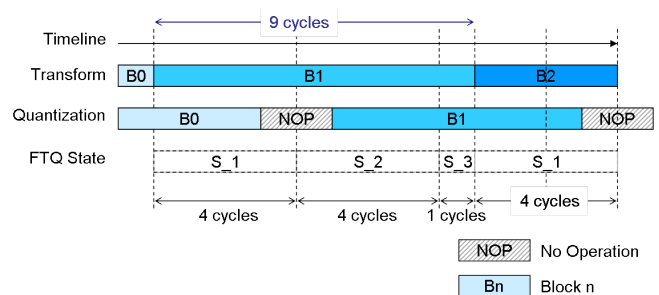 9 cycles
Timeline
Transform B0 B1 B2
Quantization B0 NOP B1 NOP
FTQ State S_1 S_2 S_3 S_1
4 cycles 4 cycles 1 cycles 4 cycles
NOP No Operation
Bn Block n